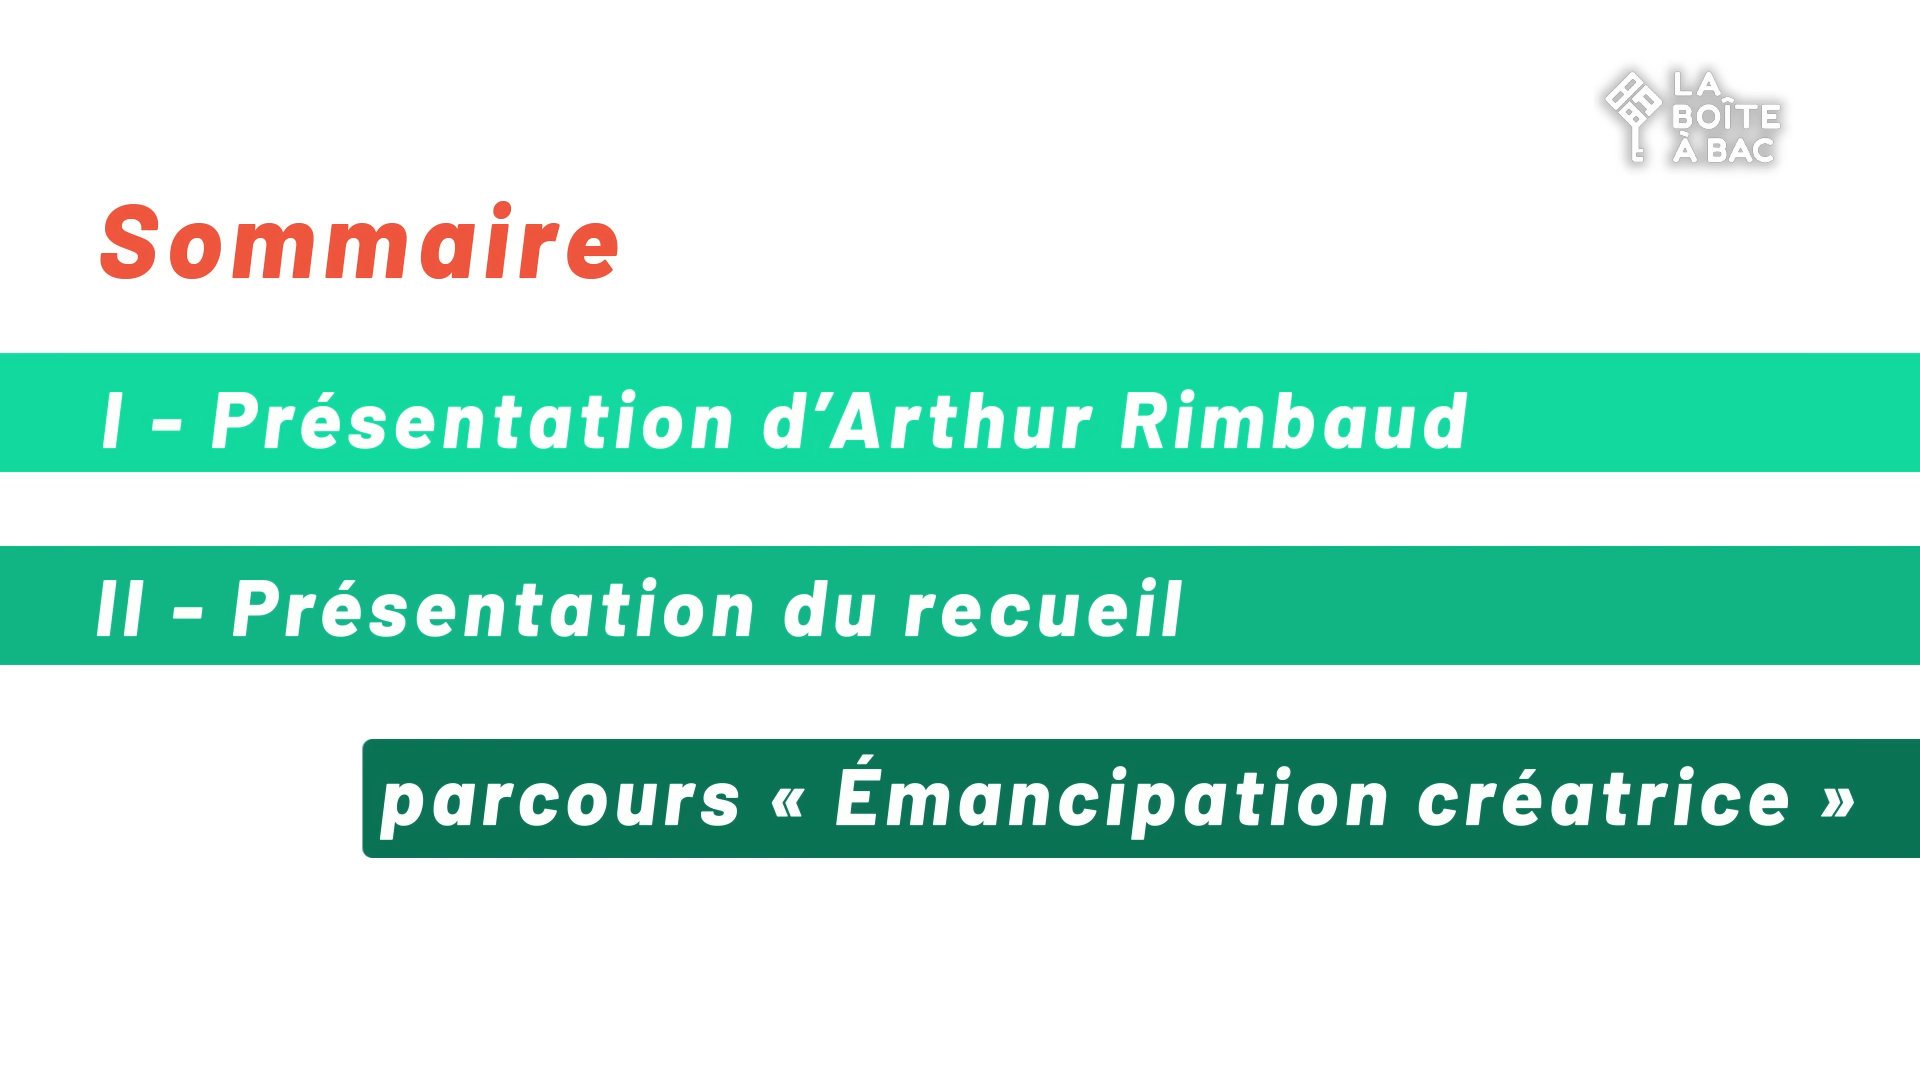 LA
BOÎTE
À BAC
Sommaire
I - Présentation d’Arthur Rimbaud
II - Présentation du recueil
parcours « Émancipation créatrice »